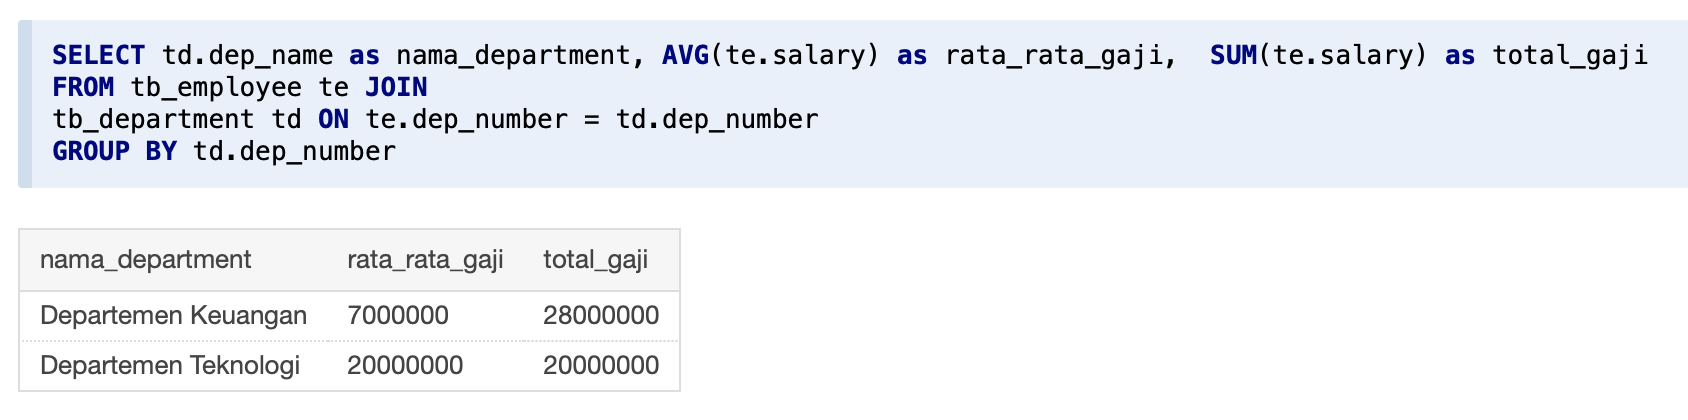 SELECT td.dep_name as nama_department, AVG(te.salary) as rata_rata_gaji,  SUM(te.salary) as total_gaji
FROM tb_employee te JOIN
tb_department td ON te.dep_number = td.dep_number
GROUP BY td.dep_number
nama_department rata_rata_gaji total_gaji
Departemen Keuangan 7000000 28000000
Departemen Teknologi 20000000 20000000